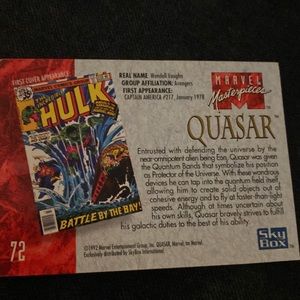 FIRST COVER APPEARANCE:
THE INCREDIBLE
HULK
BATTLE BY THE BAY!
REAL NAME: Wendell Vaughn
GROUP AFFILIATION: Avengers
FIRST APPEARANCE:
CAPTAIN AMERICA #217, January 1978
MARVEL
Masterpieces
QUASAR™
Entrusted with defending the universe by the
near-omnipotent alien being Eon, Quasar was given
the Quantum Bands that symbolize his position
as Protector of the Universe. With these wondrous
devices he can tap into the quantum field itself,
allowing him to create solid objects out of
cohesive energy and to fly at faster-than-light
speeds. Although at times uncertain about
his own skills, Quasar bravely strives to fulfill
his galactic duties to the best of his ability.
72
©1992 Marvel Entertainment Group, Inc. QUASAR, Marvel, tm Marvel.
Exclusively distributed by SkyBox International.
SKY
BOX™